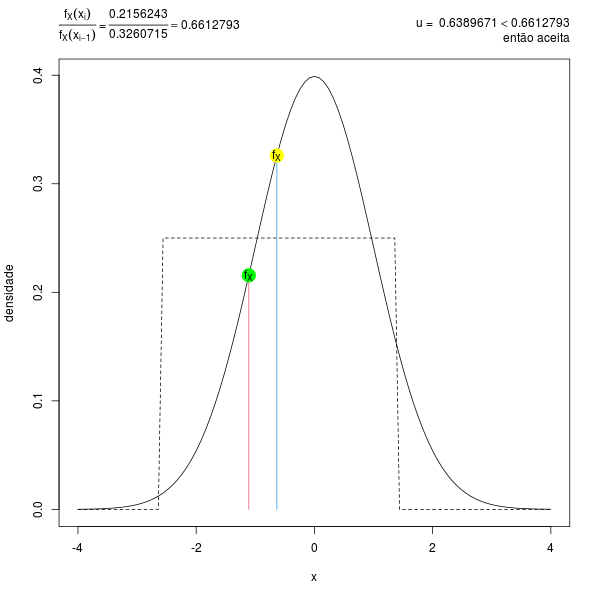 fX(xi) / fX(xi−1) = 0.2156243 / 0.3260715 = 0.6612793
u = 0.6389671 < 0.6612793
então aceita
densidade
0.4
0.3
0.2
0.1
0.0
fX
fX
-4 -2 0 2 4
x